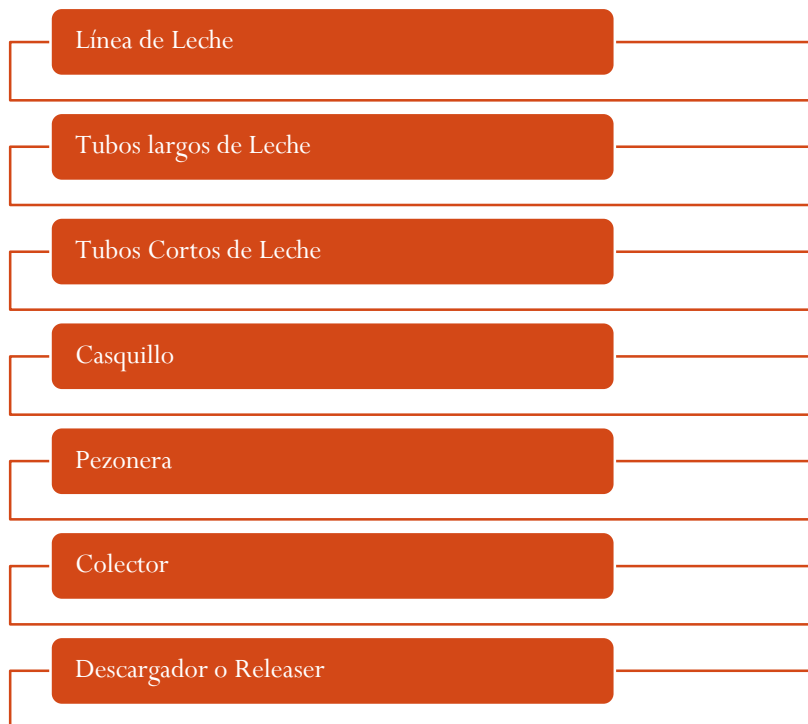 Línea de Leche
Tubos largos de Leche
Tubos Cortos de Leche
Casquillo
Pezonera
Colector
Descargador o Releaser